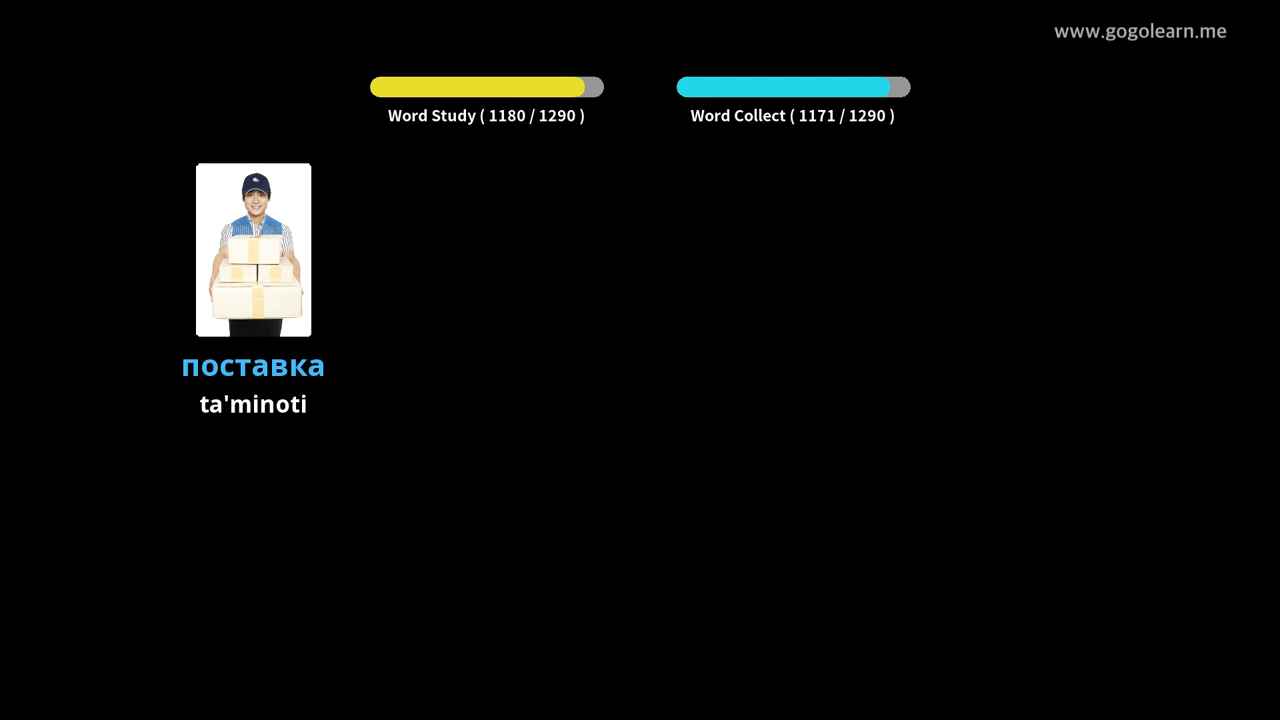 www.gogolearn.me
Word Study ( 1180 / 1290 )
Word Collect ( 1171 / 1290 )
поставка
ta'minoti